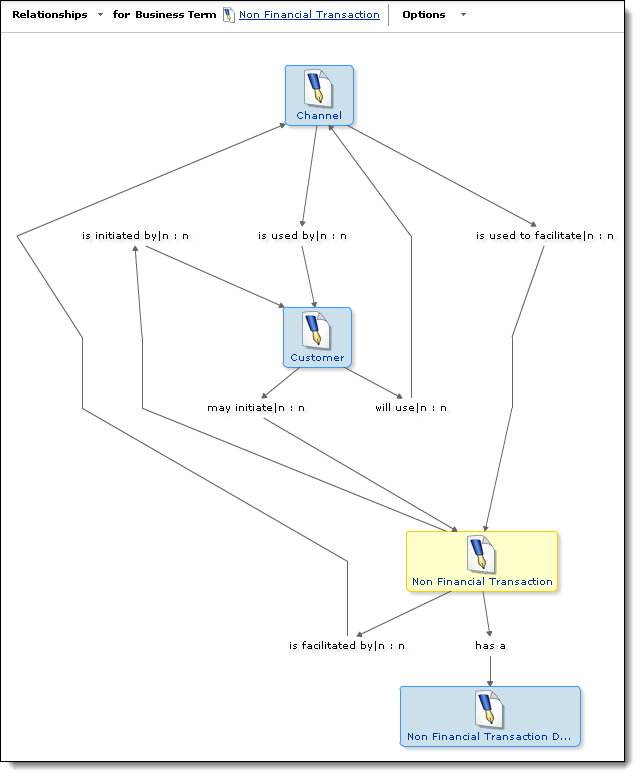 Relationships for Business Term Non Financial Transaction Options
Channel
is initiated by|n : n is used by|n : n is used to facilitate|n : n
Customer
may initiate|n : n will use|n : n
Non Financial Transaction
is facilitated by|n : n has a
Non Financial Transaction D...